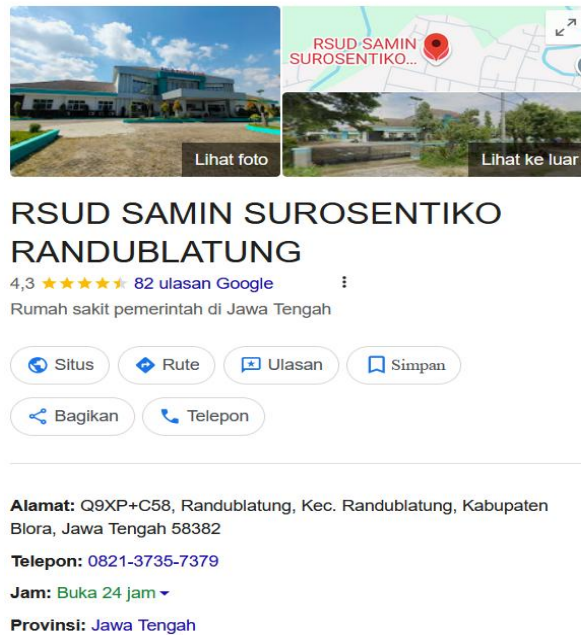 RSUD SAMIN
SUROSENTIKO...
Lihat foto
Lihat ke luar
RSUD SAMIN SUROSENTIKO
RANDUBLATUNG
4,3 82 ulasan Google
Rumah sakit pemerintah di Jawa Tengah
Situs Rute Ulasan Simpan
Bagikan Telepon
Alamat: Q9XP+C58, Randublatung, Kec. Randublatung, Kabupaten
Blora, Jawa Tengah 58382
Telepon: 0821-3735-7379
Jam: Buka 24 jam
Provinsi: Jawa Tengah